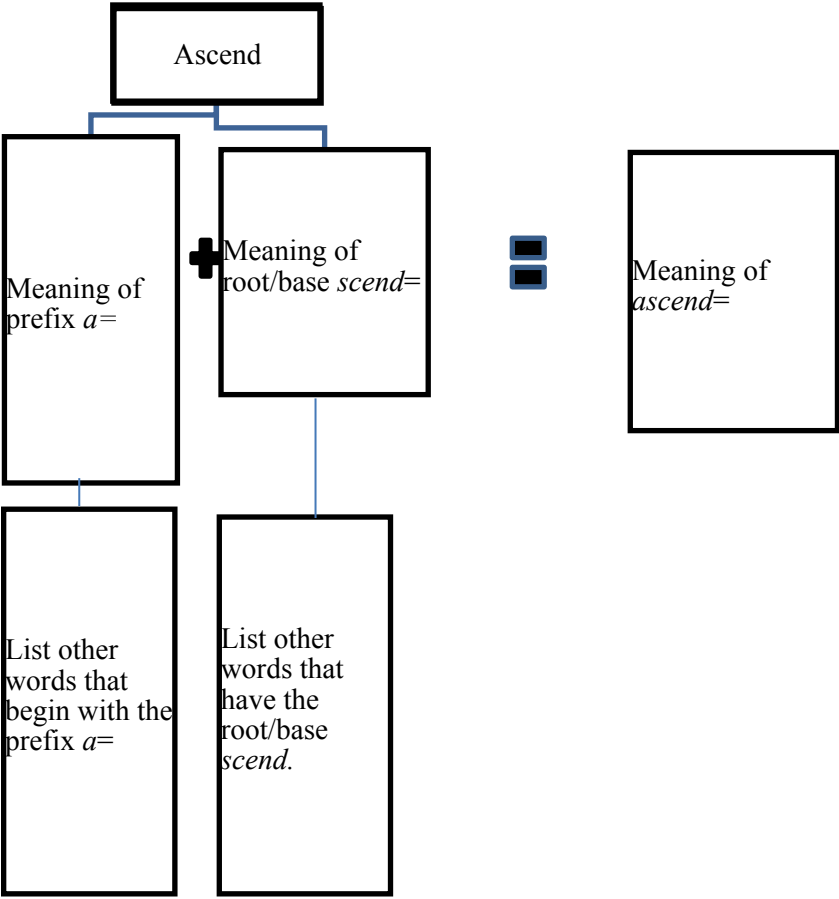 Ascend
Meaning of
prefix a=
Meaning of
root/base scend=
Meaning of
ascend=
List other
words that
begin with the
prefix a=
List other
words that
have the
root/base
scend.